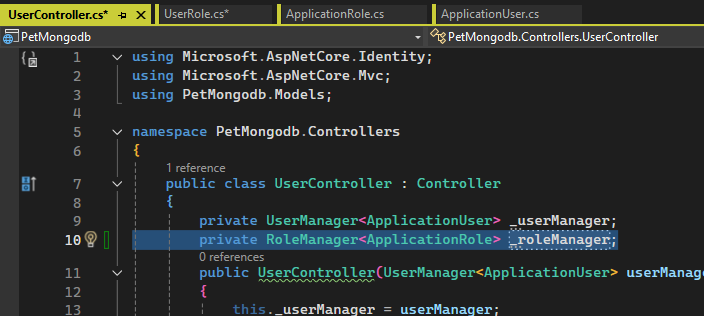 UserController.cs*
UserRole.cs*
ApplicationRole.cs
ApplicationUser.cs
PetMongodb
PetMongodb.Controllers.UserController
1 using Microsoft.AspNetCore.Identity;
2 using Microsoft.AspNetCore.Mvc;
3 using PetMongodb.Models;
4
5 namespace PetMongodb.Controllers
6 {
1 reference
7 public class UserController : Controller
8 {
9 private UserManager<ApplicationUser> _userManager;
10 private RoleManager<ApplicationRole> _roleManager;
0 references
11 public UserController(UserManager<ApplicationUser> userManage
12 {
13 this._userManager = userManager;